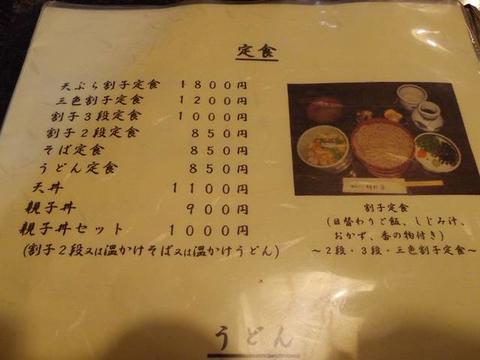 定食
天ぷら割子定食 1800円
三色割子定食 1200円
割子3段定食 1000円
割子2段定食 850円
そば定食 850円
うどん定食 850円
天丼 1100円
親子丼 900円
親子丼セット 1000円
(割子2段又は温かけそば又は温かけうどん)
割子定食
(日替わりご飯、しじみ汁、
おかず、香の物付き)
～2段・3段・三色割子定食～
うどん